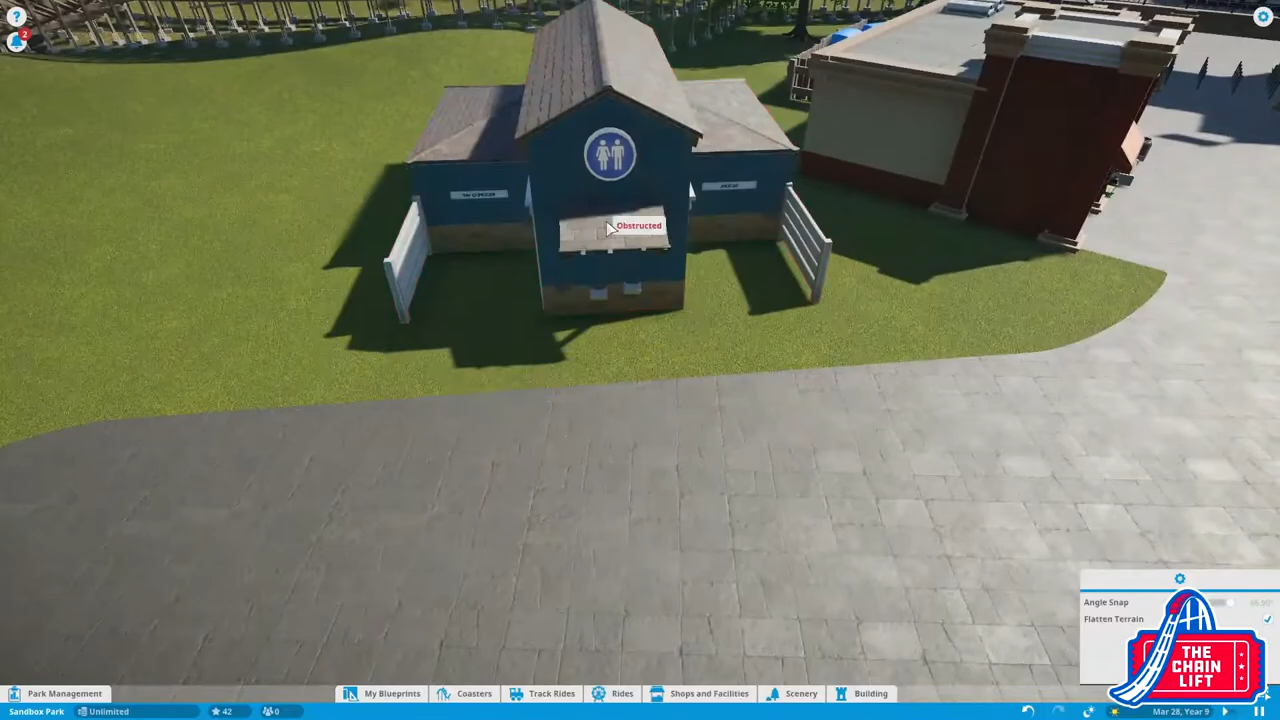 ?
2
WOMEN
MEN
Obstructed
Angle Snap
Flatten Terrain
THE
CHAIN
LIFT
Park Management
My Blueprints
Coasters
Track Rides
Rides
Shops and Facilities
Scenery
Building
Sandbox Park
Unlimited
42
0
Mar 28, Year 9